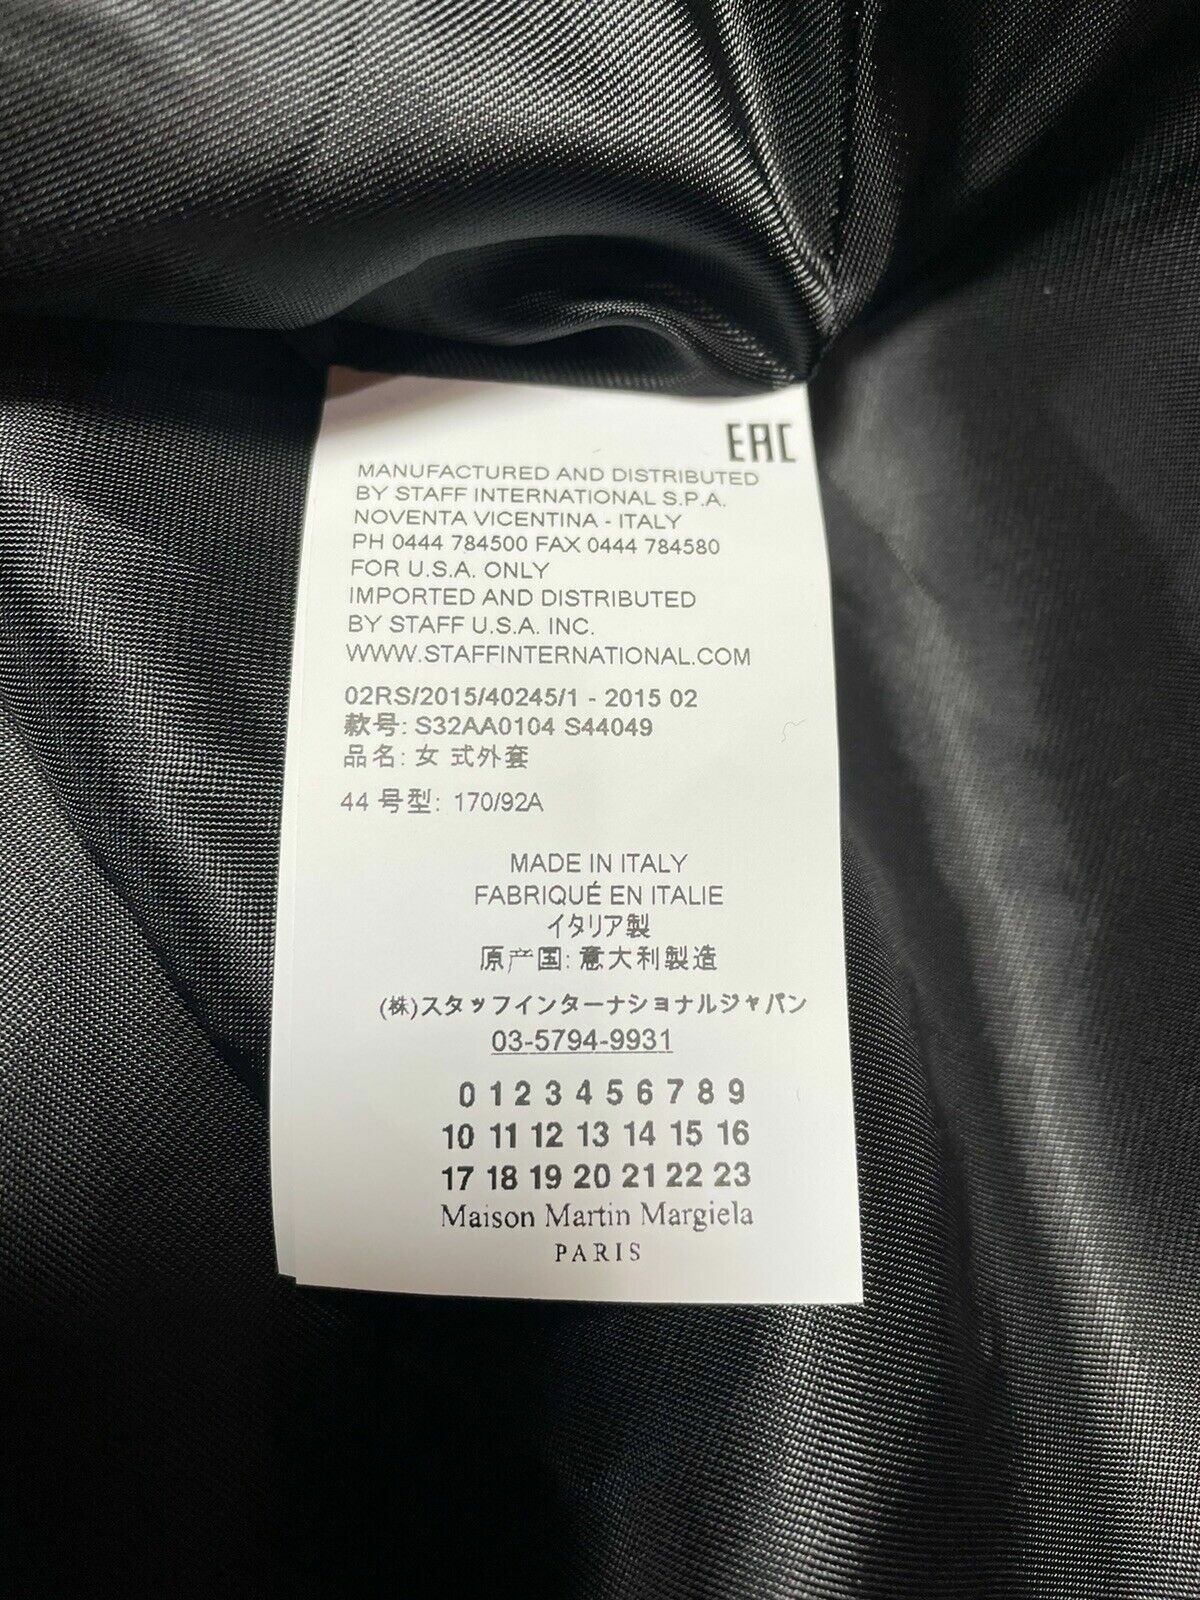 EAC
MANUFACTURED AND DISTRIBUTED
BY STAFF INTERNATIONAL S.P.A.
NOVENTA VICENTINA - ITALY
PH 0444 784500 FAX 0444 784580
FOR U.S.A. ONLY
IMPORTED AND DISTRIBUTED
BY STAFF U.S.A. INC.
WWW.STAFFINTERNATIONAL.COM
02RS/2015/40245/1 - 2015 02
款号: S32AA0104 S44049
品名: 女 式外套
44 号型: 170/92A
MADE IN ITALY
FABRIQUÉ EN ITALIE
イタリア製
原产国: 意大利製造
(株)スタッフインターナショナルジャパン
03-5794-9931
0 1 2 3 4 5 6 7 8 9
10 11 12 13 14 15 16
17 18 19 20 21 22 23
Maison Martin Margiela
PARIS